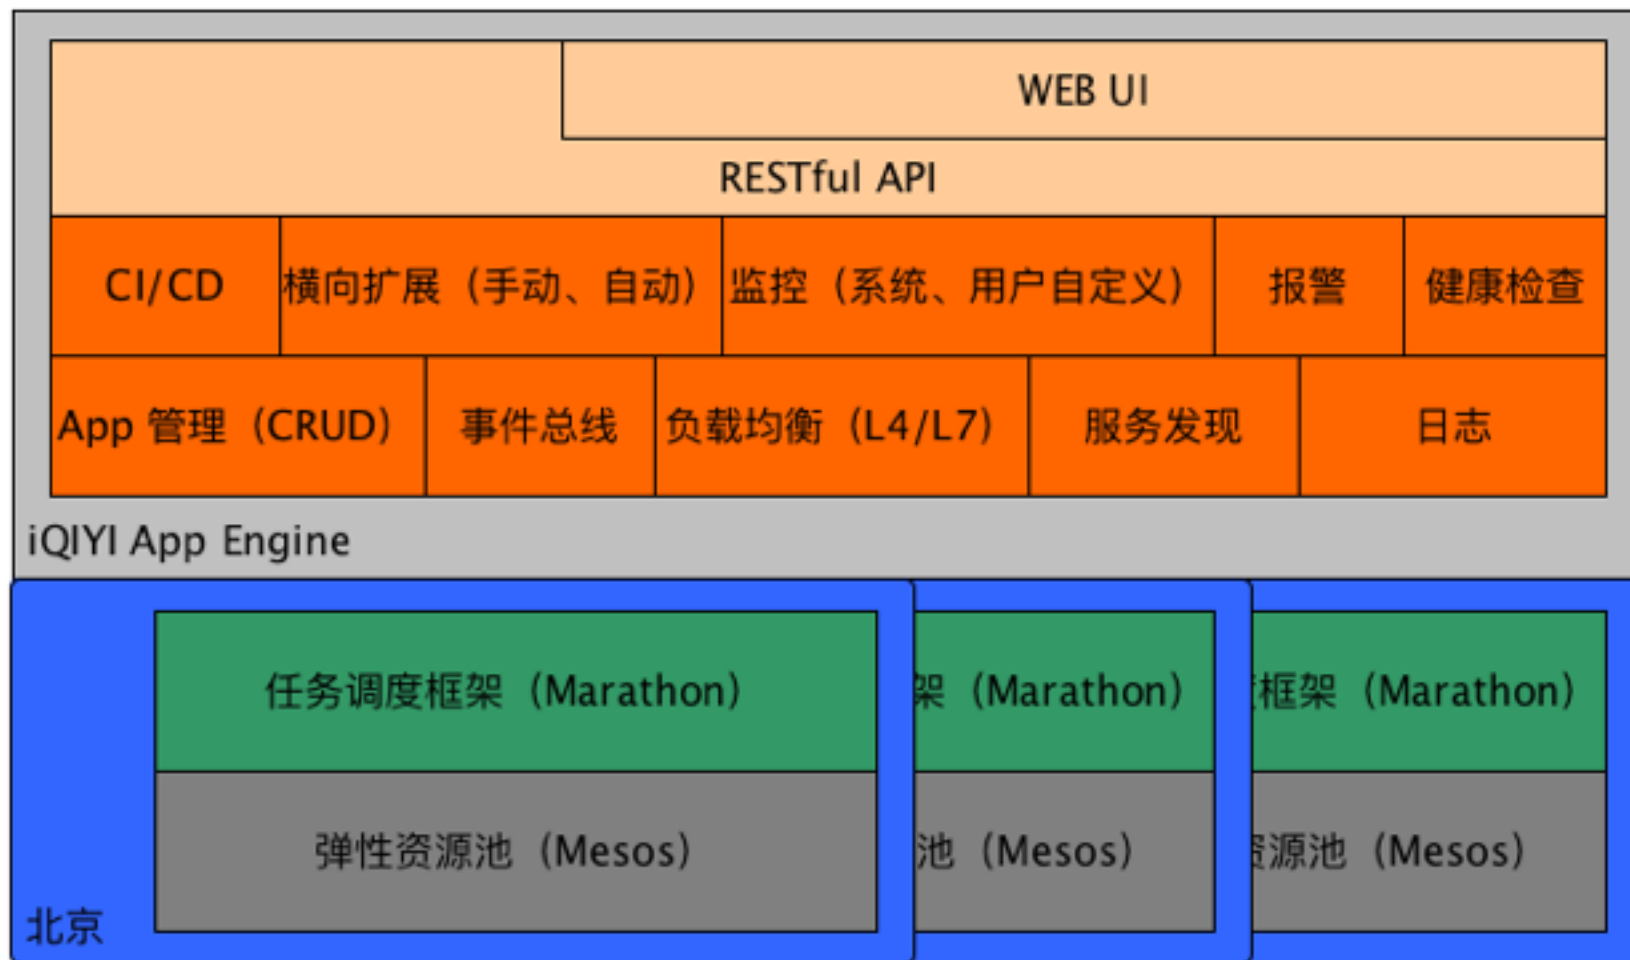 WEB UI
RESTful API
CI/CD
横向扩展（手动、自动）
监控（系统、用户自定义）
报警
健康检查
App 管理（CRUD）
事件总线
负载均衡（L4/L7）
服务发现
日志
iQIYI App Engine
任务调度框架（Marathon）
架（Marathon）
框架（Marathon）
弹性资源池（Mesos）
池（Mesos）
源池（Mesos）
北京